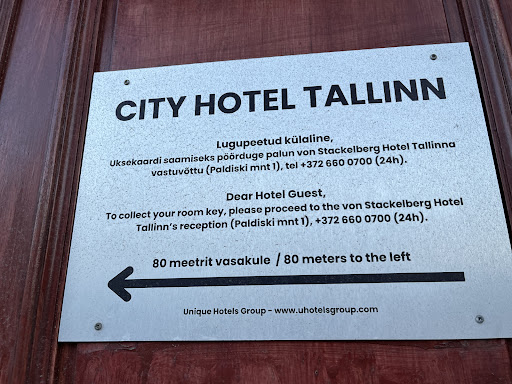 CITY HOTEL TALLINN
Lugupeetud külaline,
Uksekaardi saamiseks pöörduge palun von Stackelberg Hotel Tallinna
vastuvõttu (Paldiski mnt 1), tel +372 660 0700 (24h).
Dear Hotel Guest,
To collect your room key, please proceed to the von Stackelberg Hotel
Tallinn's reception (Paldiski mnt 1), +372 660 0700 (24h).
80 meetrit vasakule / 80 meters to the left
Unique Hotels Group - www.uhotelsgroup.com